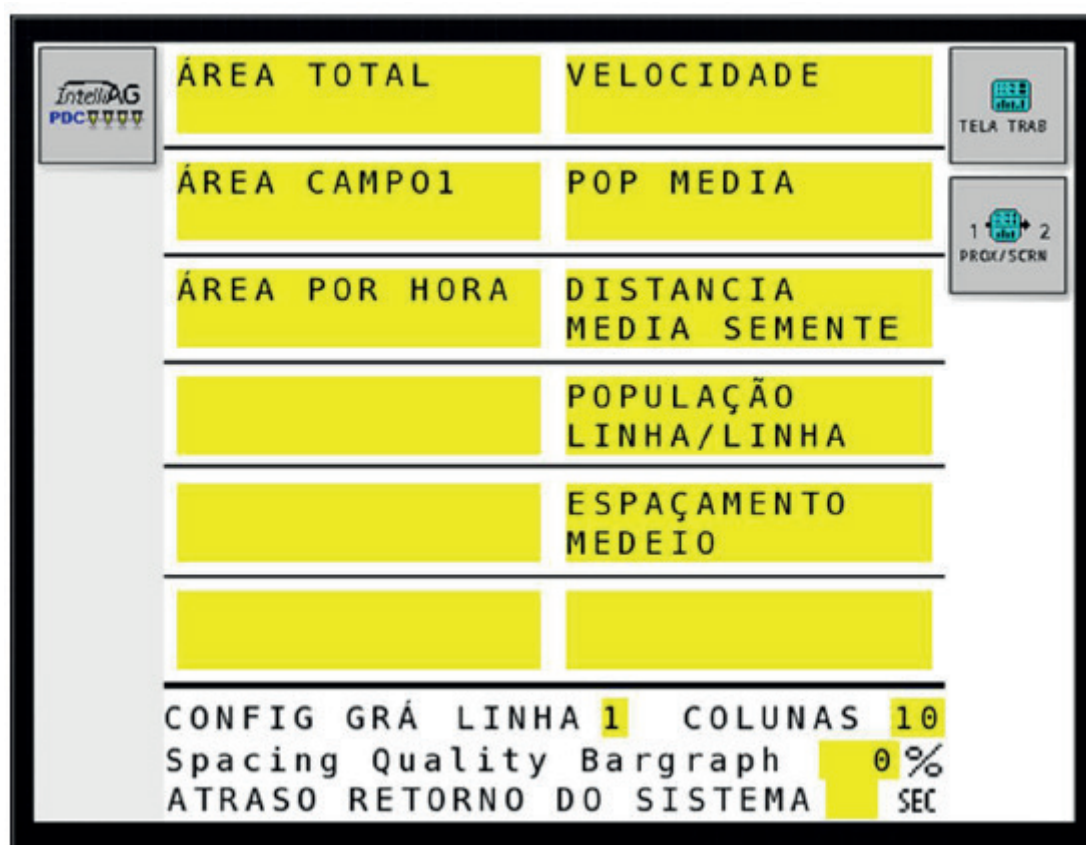 IntelliAG
PDC
ÁREA TOTAL
VELOCIDADE
TELA TRAB
ÁREA CAMPO1
POP MEDIA
1 2
PROX/SCRN
ÁREA POR HORA
DISTANCIA
MEDIA SEMENTE
POPULAÇÃO
LINHA/LINHA
ESPAÇAMENTO
MEDEIO
CONFIG GRÁ LINHA 1 COLUNAS 10
Spacing Quality Bargraph 0 %
ATRASO RETORNO DO SISTEMA SEC